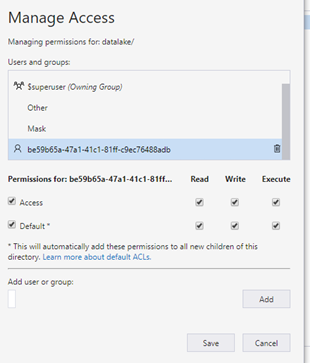 Manage Access
Managing permissions for: datalake/
Users and groups:
$superuser (Owning Group)
Other
Mask
be59b65a-47a1-41c1-81ff-c9ec76488adb
Permissions for: be59b65a-47a1-41c1-81ff... Read Write Execute
Access
Default *
* This will automatically add these permissions to all new children of this
directory. Learn more about default ACLs.
Add user or group:
Add
Save Cancel